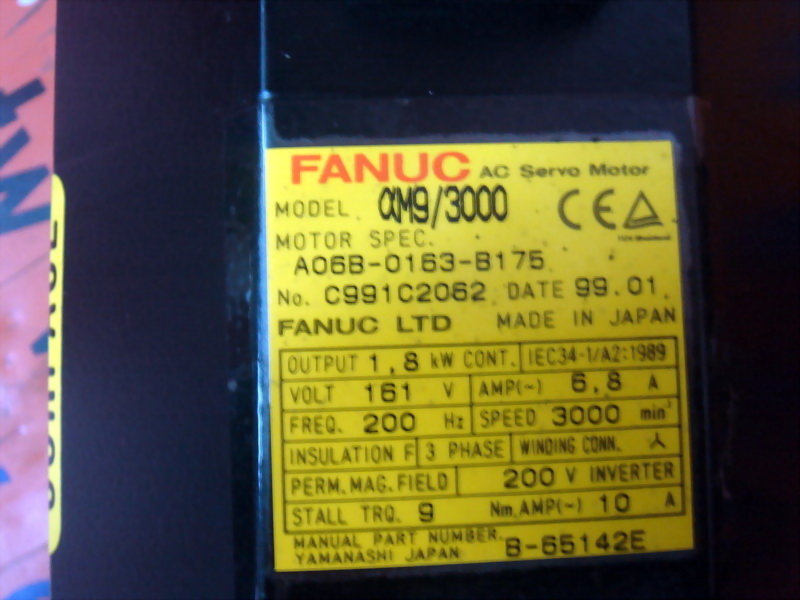 FANUC AC Servo Motor
MODEL αM9/3000
MOTOR SPEC.
A06B-0163-B175
No. C991C2062 DATE 99.01.
FANUC LTD MADE IN JAPAN
OUTPUT 1,8 kW CONT. IEC34-1/A2:1989
VOLT 161 V AMP(~) 6,8 A
FREQ. 200 Hz SPEED 3000 min⁻¹
INSULATION F 3 PHASE WINDING CONN.
PERM.MAG.FIELD 200 V INVERTER
STALL TRQ. 9 Nm,AMP(~) 10 A
MANUAL PART NUMBER. B-65142E
YAMANASHI JAPAN